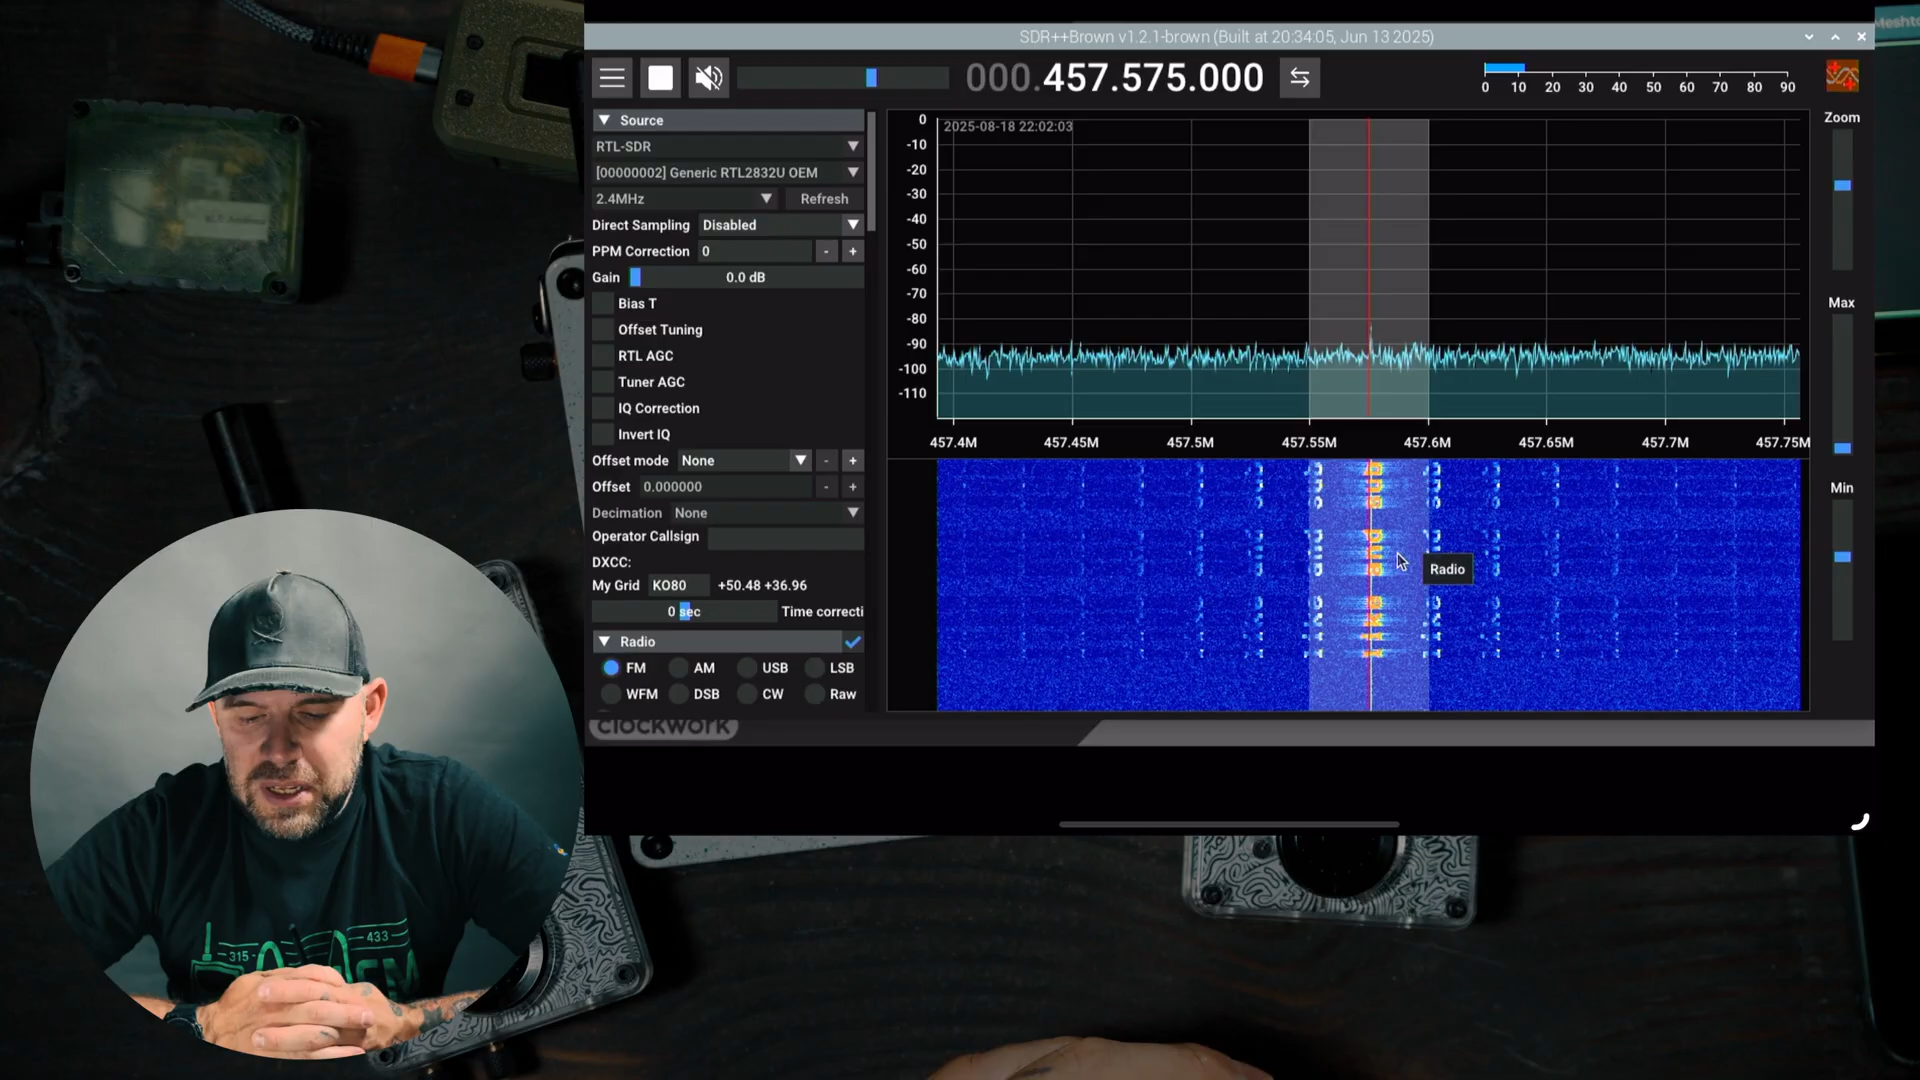 Meshta
SDR++Brown v1.2.1-brown (Built at 20:34:05, Jun 13 2025)
000.457.575.000
0 10 20 30 40 50 60 70 80 90
Source
RTL-SDR
[00000002] Generic RTL2832U OEM
2.4MHz
Refresh
Direct Sampling Disabled
PPM Correction 0 - +
Gain 0.0 dB
Bias T
Offset Tuning
RTL AGC
Tuner AGC
IQ Correction
Invert IQ
Offset mode None - +
Offset 0.000000 - +
Decimation None
Operator Callsign
DXCC:
My Grid KO80 +50.48 +36.96
0 sec Time correcti
Radio
FM AM USB LSB
WFM DSB CW Raw
2025-08-18 22:02:03
0
-10
-20
-30
-40
-50
-60
-70
-80
-90
-100
-110
457.4M 457.45M 457.5M 457.55M 457.6M 457.65M 457.7M 457.75M
Radio
Zoom
Max
Min
clockwork
315
433